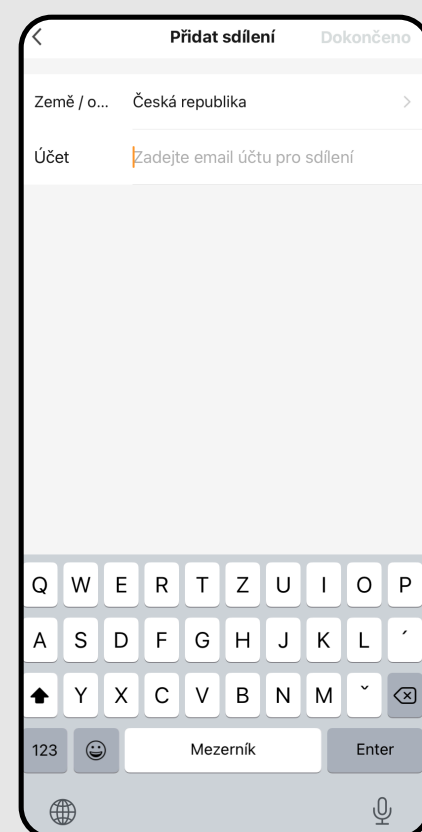 Přidat sdílení Dokončeno
Země / o... Česká republika
Účet Zadejte email účtu pro sdílení
Q W E R T Z U I O P
A S D F G H J K L ´
Y X C V B N M ˇ
123 Mezerník Enter